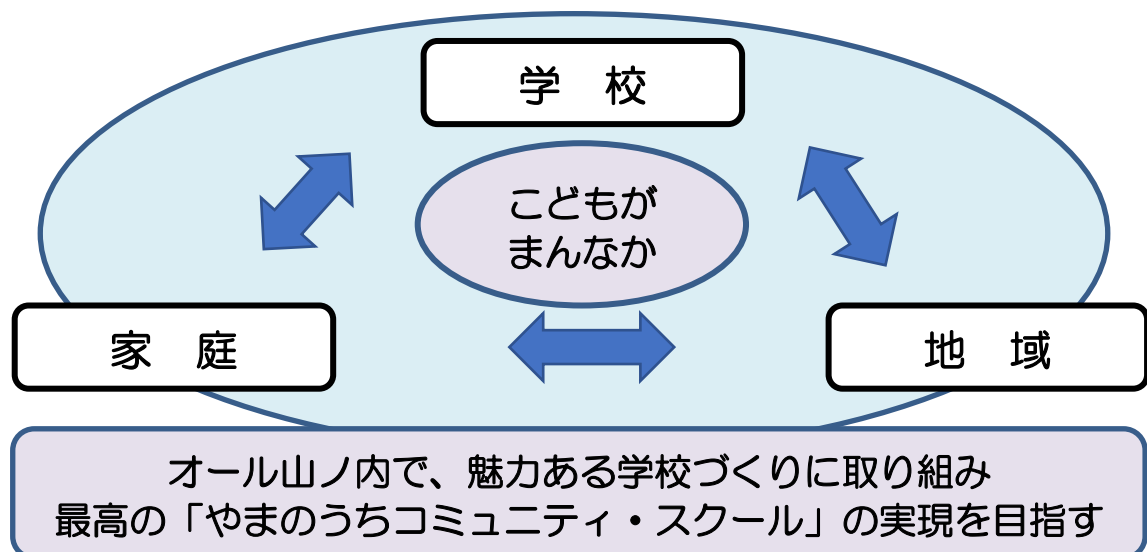 学　校
こどもが
まんなか
家　庭
地　域
オール山ノ内で、魅力ある学校づくりに取り組み
最高の「やまのうちコミュニティ・スクール」の実現を目指す